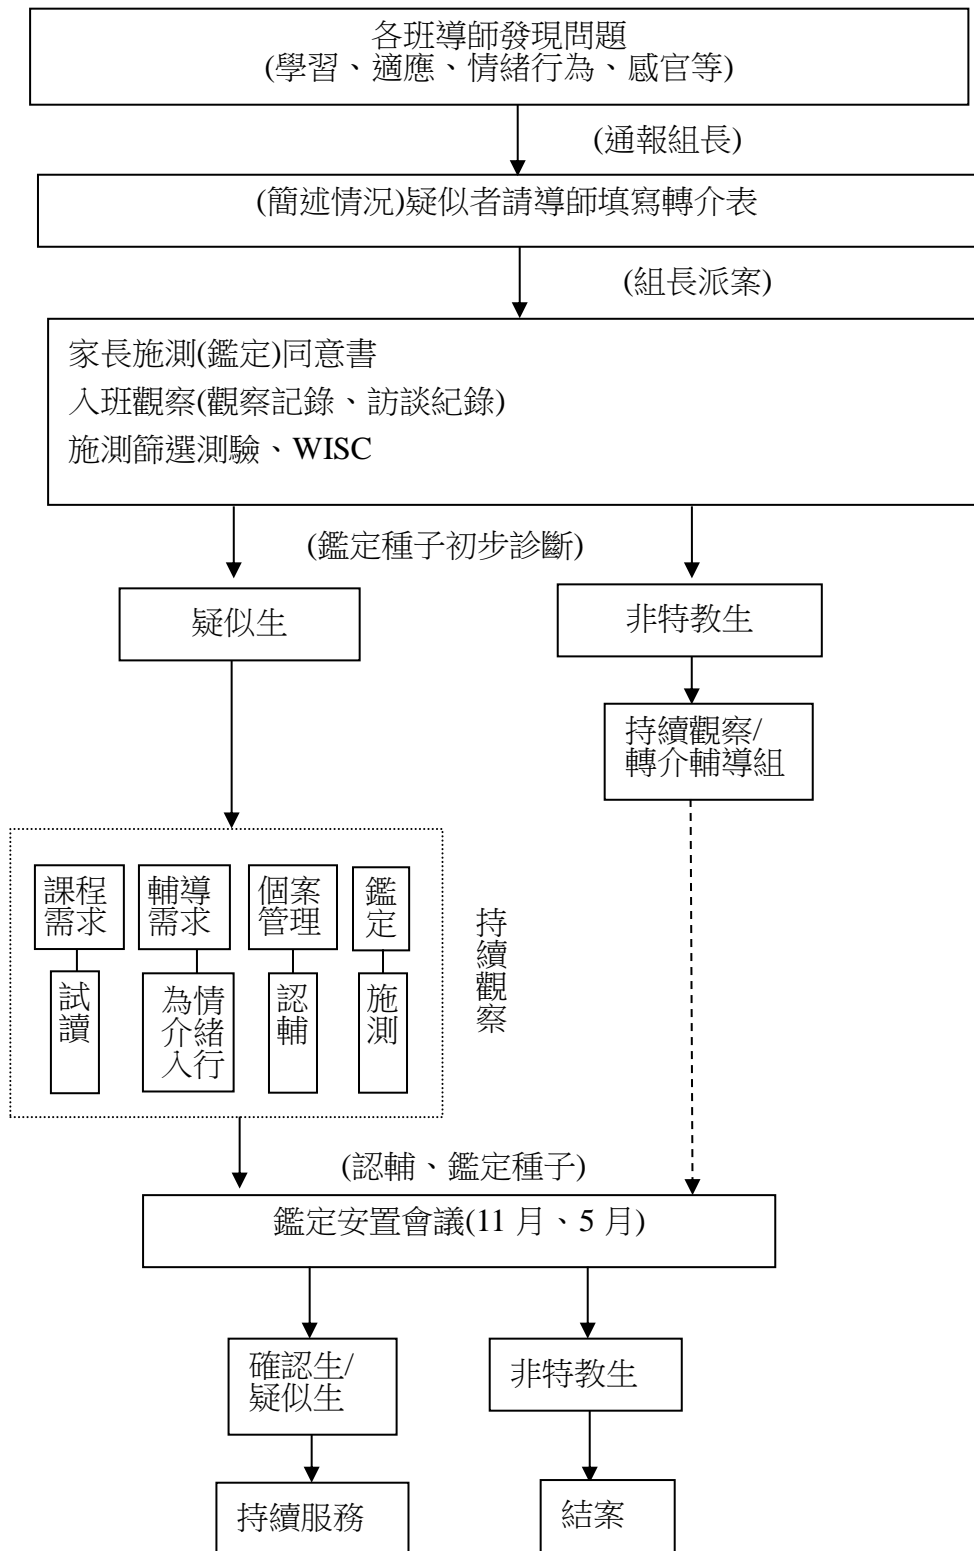 各班導師發現問題
(學習、適應、情緒行為、感官等)
(通報組長)
(簡述情況)疑似者請導師填寫轉介表
(組長派案)
家長施測(鑑定)同意書
入班觀察(觀察記錄、訪談紀錄)
施測篩選測驗、WISC
(鑑定種子初步診斷)
疑似生
非特教生
持續觀察/
轉介輔導組
課程
需求
輔導
需求
個案
管理
鑑定
試讀
情緒行
為介入
認輔
施測
持續觀察
(認輔、鑑定種子)
鑑定安置會議(11 月、5 月)
確認生/
疑似生
非特教生
持續服務
結案